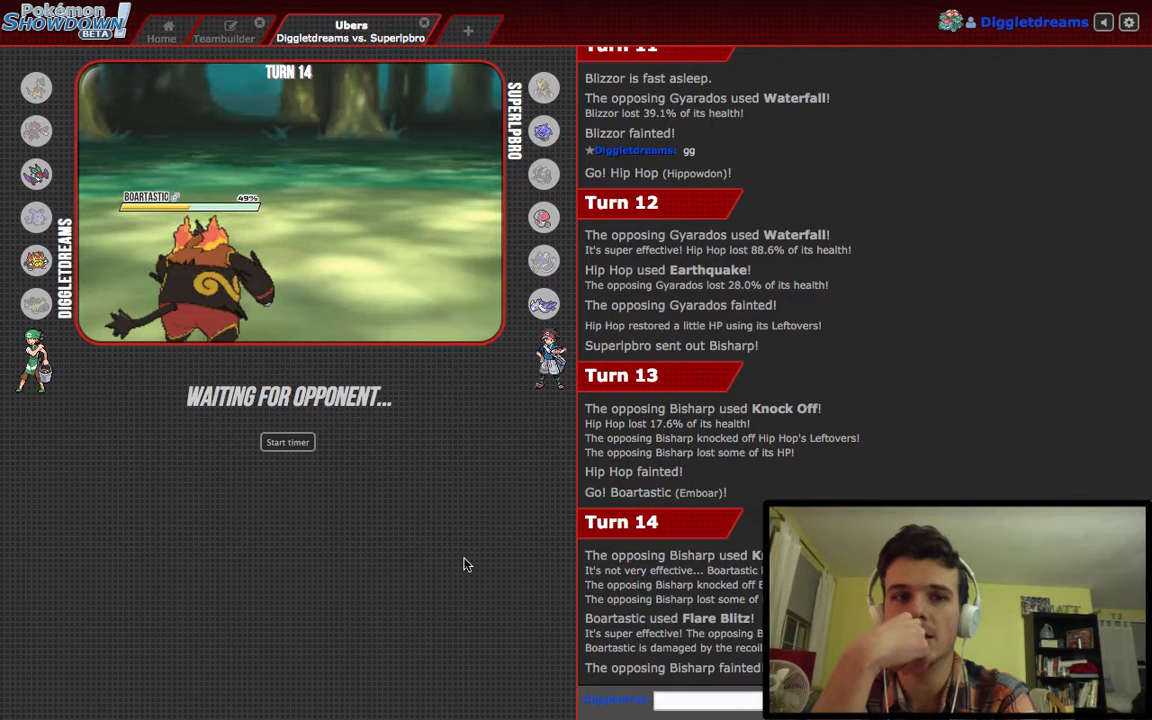 Pokémon
SHOWDOWN!
BETA
Home
Teambuilder
Ubers
Diggletdreams vs. Superlpbro
Diggletdreams
TURN 14
DIGGLETDREAMS
SUPERLPBRO
BOARTASTIC
49%
WAITING FOR OPPONENT...
Start timer
Turn 11
Blizzor is fast asleep.
The opposing Gyarados used Waterfall!
Blizzor lost 39.1% of its health!
Blizzor fainted!
★Diggletdreams: gg
Go! Hip Hop (Hippowdon)!
Turn 12
The opposing Gyarados used Waterfall!
It's super effective! Hip Hop lost 88.6% of its health!
Hip Hop used Earthquake!
The opposing Gyarados lost 28.0% of its health!
The opposing Gyarados fainted!
Hip Hop restored a little HP using its Leftovers!
Superlpbro sent out Bisharp!
Turn 13
The opposing Bisharp used Knock Off!
Hip Hop lost 17.6% of its health!
The opposing Bisharp knocked off Hip Hop's Leftovers!
The opposing Bisharp lost some of its HP!
Hip Hop fainted!
Go! Boartastic (Emboar)!
Turn 14
The opposing Bisharp used
It's not very effective... Boartastic
The opposing Bisharp knocked off
The opposing Bisharp lost some of
Boartastic used Flare Blitz!
It's super effective! The opposing
Boartastic is damaged by the recoil
The opposing Bisharp fainted!
MATT
TJ